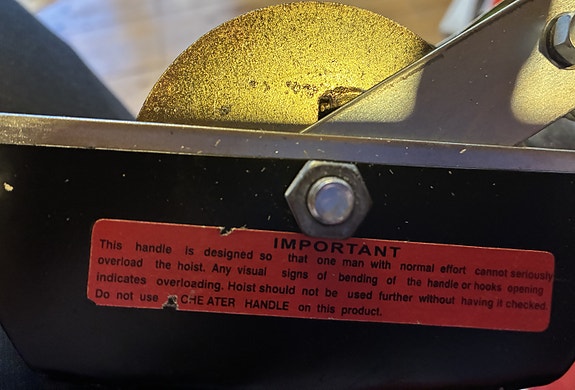 IMPORTANT
This handle is designed so that one man with normal effort cannot seriously
overload the hoist. Any visual signs of bending of the handle or hooks opening
indicates overloading. Hoist should not be used further without having it checked.
Do not use a CHEATER HANDLE on this product.